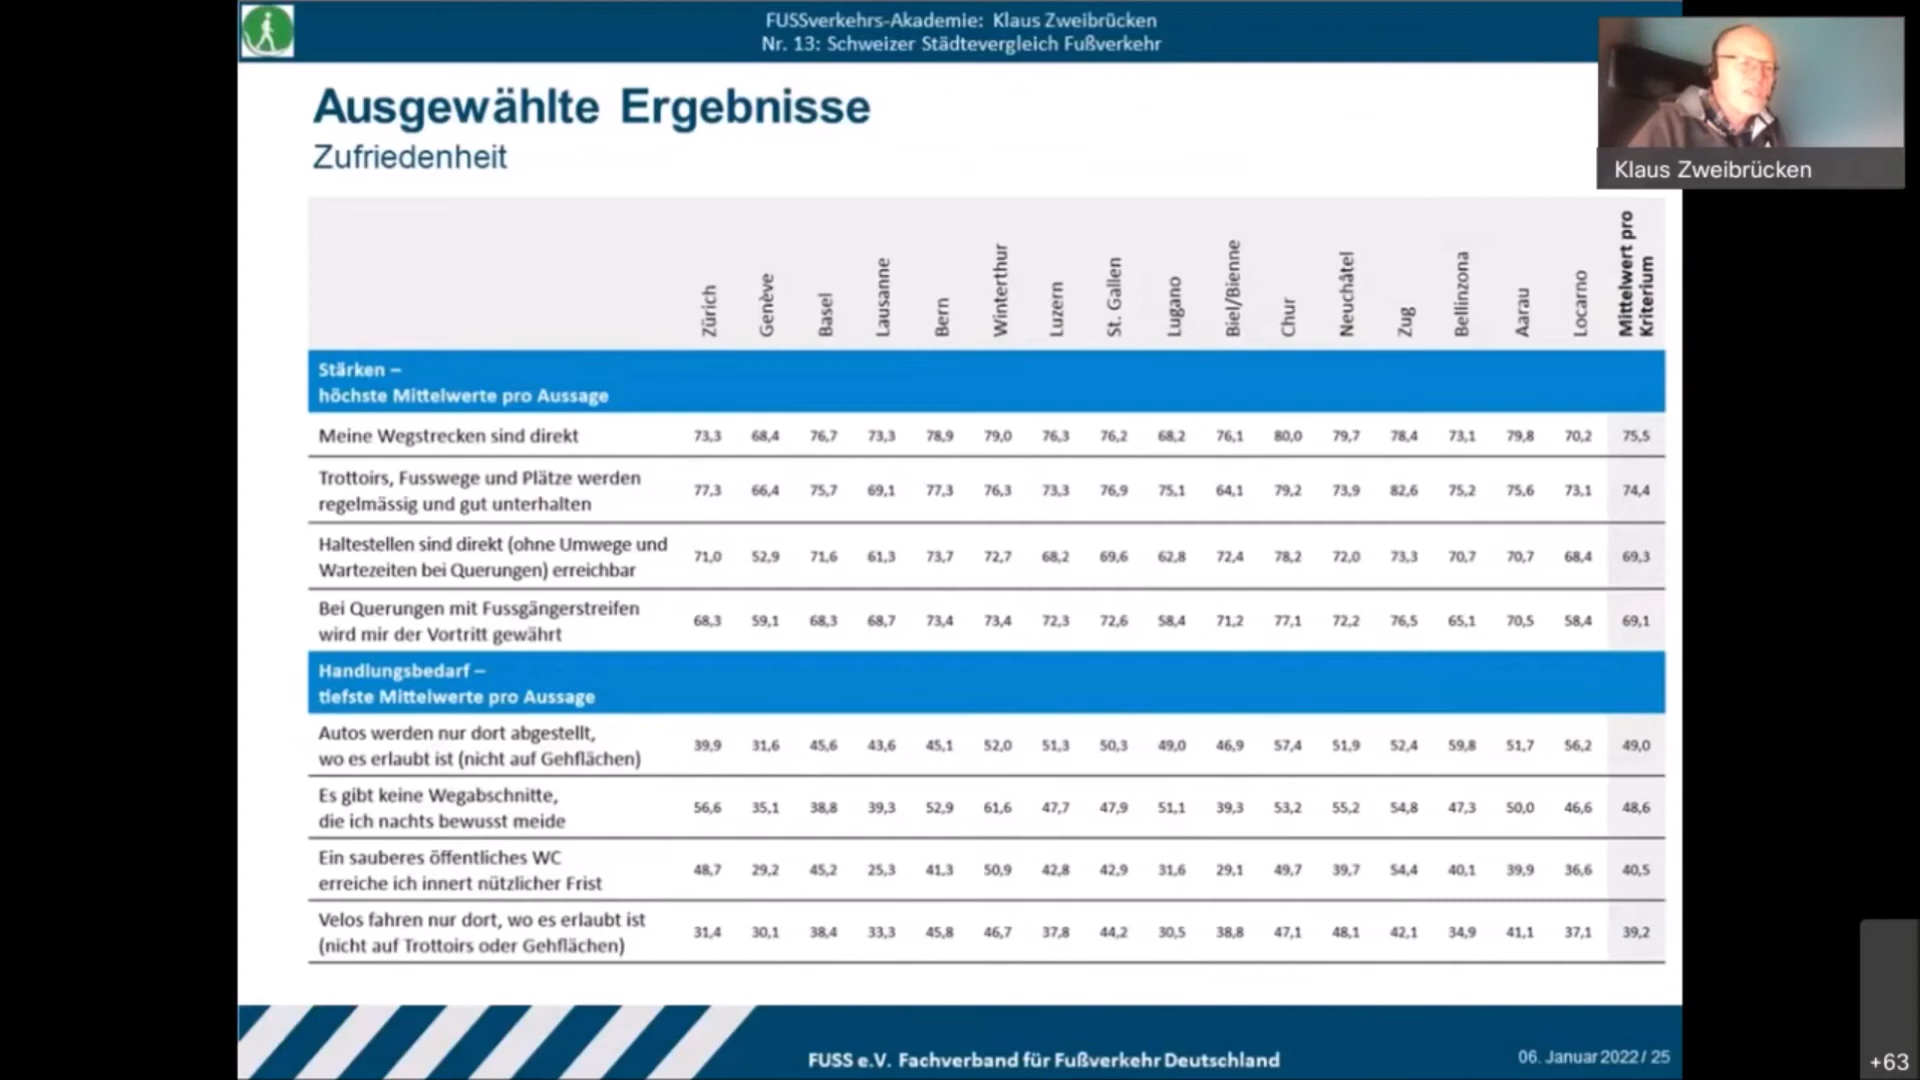 FUSSverkehrs-Akademie: Klaus Zweibrücken
Nr. 13: Schweizer Städtevergleich Fußverkehr
Klaus Zweibrücken
Ausgewählte Ergebnisse
Zufriedenheit
Zürich Genève Basel Lausanne Bern Winterthur Luzern St. Gallen Lugano Biel/Bienne Chur Neuchâtel Zug Bellinzona Aarau Locarno Mittelwert pro
Kriterium
Stärken –
höchste Mittelwerte pro Aussage
Meine Wegstrecken sind direkt 73,3 68,4 76,7 73,3 78,9 79,0 76,3 76,2 68,2 76,1 80,0 79,7 78,4 73,1 79,8 70,2 75,5
Trottoirs, Fusswege und Plätze werden
regelmässig und gut unterhalten 77,3 66,4 75,7 69,1 77,3 76,3 73,3 76,9 75,1 64,1 79,2 73,9 82,6 75,2 75,6 73,1 74,4
Haltestellen sind direkt (ohne Umwege und
Wartezeiten bei Querungen) erreichbar 71,0 52,9 71,6 61,3 73,7 72,7 68,2 69,6 62,8 72,4 78,2 72,0 73,3 70,7 70,7 68,4 69,3
Bei Querungen mit Fussgängerstreifen
wird mir der Vortritt gewährt 68,3 59,1 68,3 68,7 73,4 73,4 72,3 72,6 58,4 71,2 77,1 72,2 76,5 65,1 70,5 58,4 69,1
Handlungsbedarf –
tiefste Mittelwerte pro Aussage
Autos werden nur dort abgestellt,
wo es erlaubt ist (nicht auf Gehflächen) 39,9 31,6 45,6 43,6 45,1 52,0 51,3 50,3 49,0 46,9 57,4 51,9 52,4 59,8 51,7 56,2 49,0
Es gibt keine Wegabschnitte,
die ich nachts bewusst meide 56,6 35,1 38,8 39,3 52,9 61,6 47,7 47,9 51,1 39,3 53,2 55,2 54,8 47,3 50,0 46,6 48,6
Ein sauberes öffentliches WC
erreiche ich innert nützlicher Frist 48,7 29,2 45,2 25,3 41,3 50,9 42,8 42,9 31,6 29,1 49,7 39,7 54,4 40,1 39,9 36,6 40,5
Velos fahren nur dort, wo es erlaubt ist
(nicht auf Trottoirs oder Gehflächen) 31,4 30,1 38,4 33,3 45,8 46,7 37,8 44,2 30,5 38,8 47,1 48,1 42,1 34,9 41,1 37,1 39,2
FUSS e.V. Fachverband für Fußverkehr Deutschland
06. Januar 2022 / 25
+63